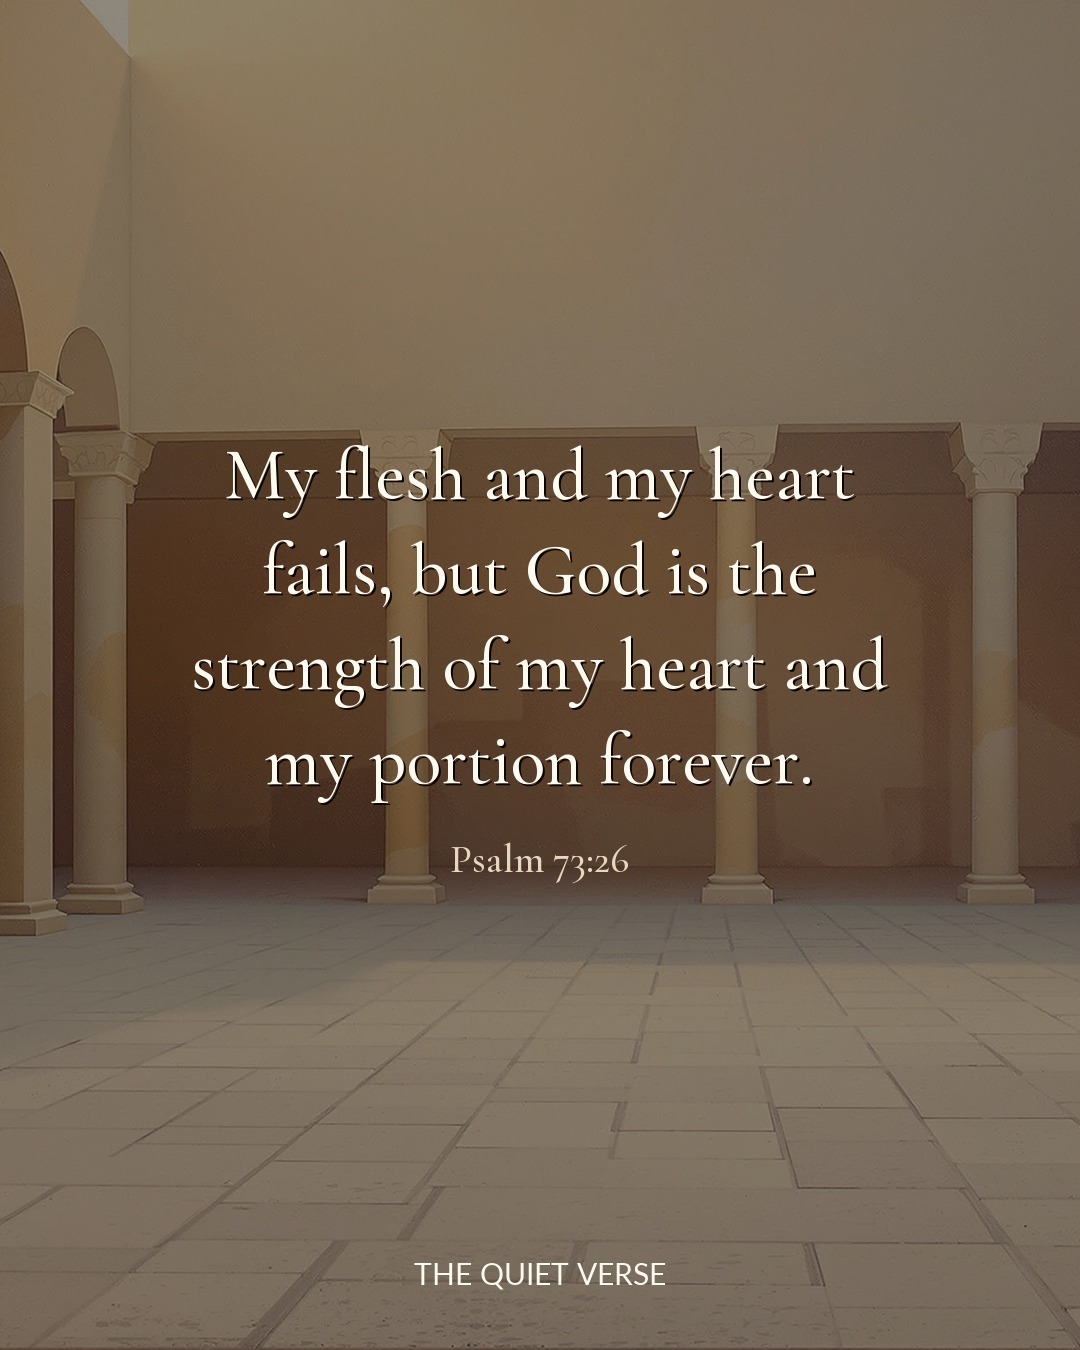 My flesh and my heart
fails, but God is the
strength of my heart and
my portion forever.
Psalm 73:26
THE QUIET VERSE